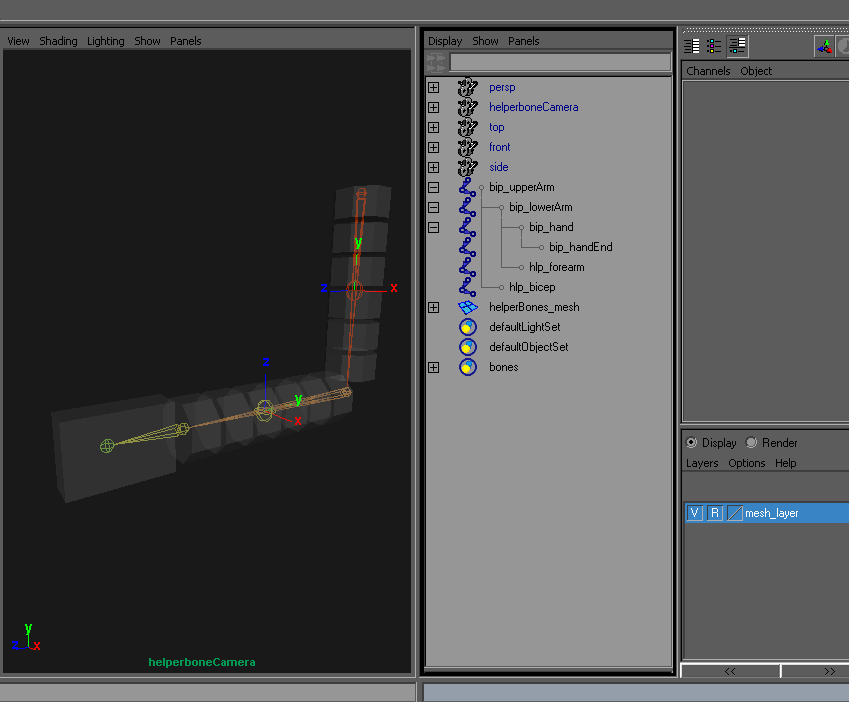 View Shading Lighting Show Panels
y
z x
z
y
x
y
z x
helperboneCamera
Display Show Panels
persp
helperboneCamera
top
front
side
bip_upperArm
bip_lowerArm
bip_hand
bip_handEnd
hlp_forearm
hlp_bicep
helperBones_mesh
defaultLightSet
defaultObjectSet
bones
Channels Object
Display Render
Layers Options Help
V R mesh_layer
<< >>